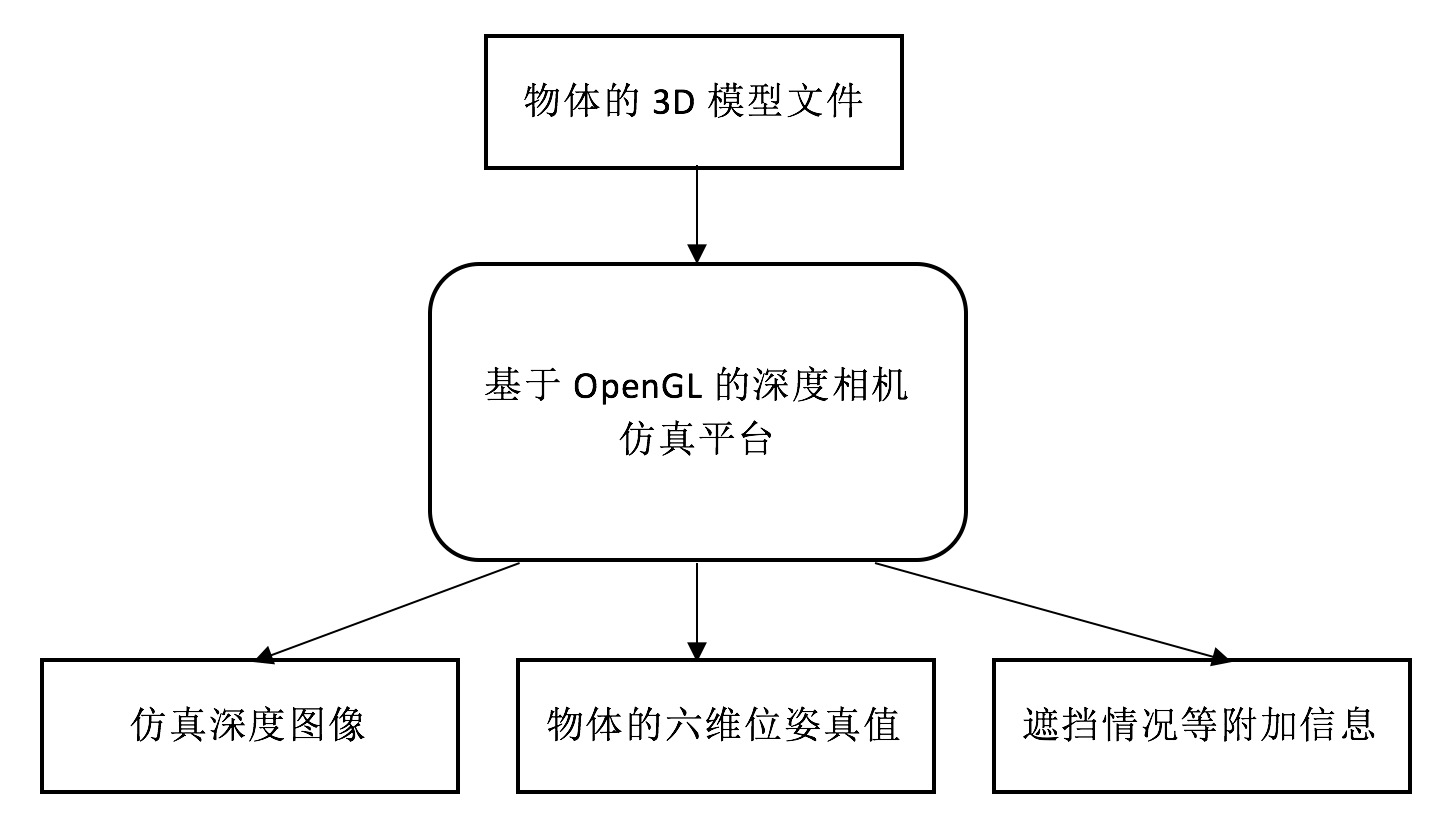 物体的 3D 模型文件
基于 OpenGL 的深度相机
仿真平台
仿真深度图像
物体的六维位姿真值
遮挡情况等附加信息